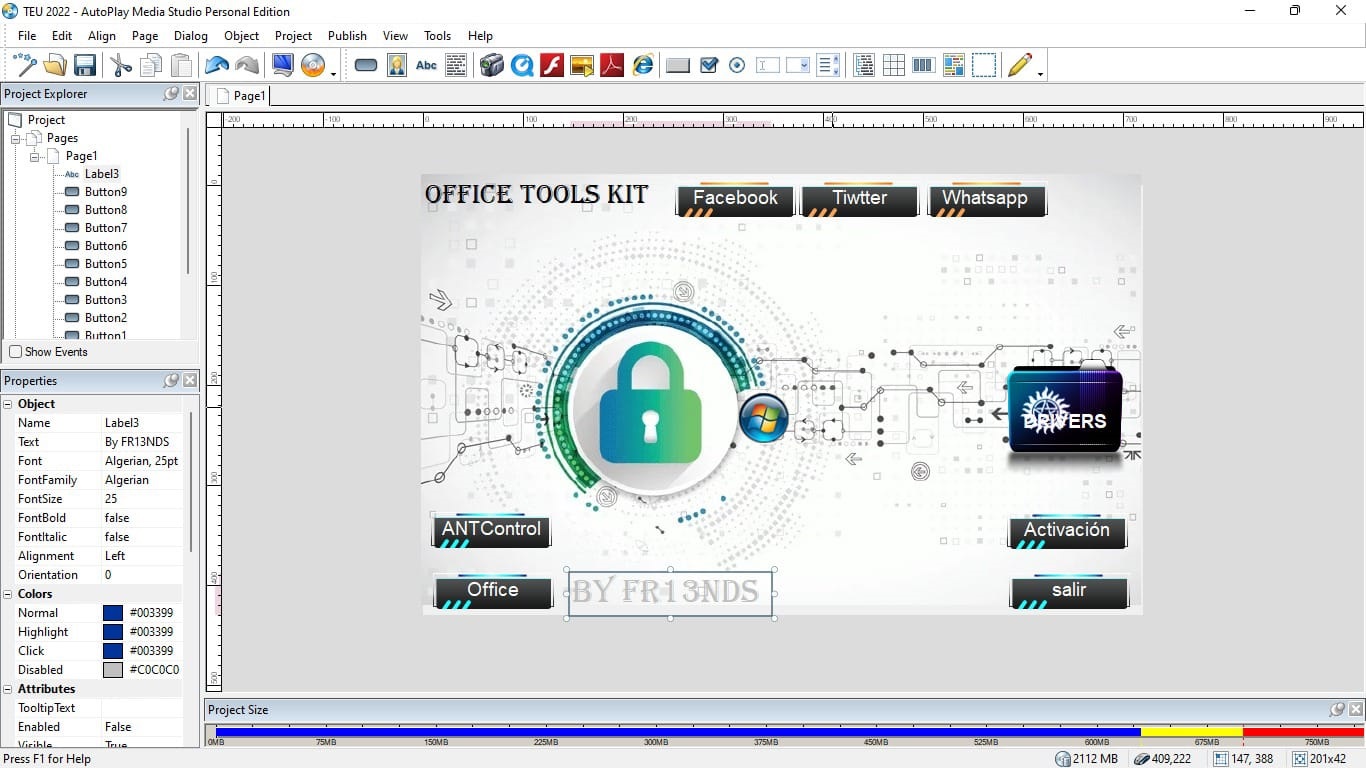 TEU 2022 - AutoPlay Media Studio Personal Edition
File Edit Align Page Dialog Object Project Publish View Tools Help
Abc
Project Explorer
Project
Pages
Page1
Abc Label3
Button9
Button8
Button7
Button6
Button5
Button4
Button3
Button2
Button1
Show Events
Properties
Object
Name Label3
Text By FR13NDS
Font Algerian, 25pt
FontFamily Algerian
FontSize 25
FontBold false
FontItalic false
Alignment Left
Orientation 0
Colors
Normal #003399
Highlight #003399
Click #003399
Disabled #C0C0C0
Attributes
TooltipText
Enabled False
Visible True
Page1
-200 -100 0 100 200 300 400 500 600 700 800 900
0
100
200
300
400
500
OFFICE TOOLS KIT
Facebook Tiwtter Whatsapp
DRIVERS
ANTControl Activación
Office BY FR13NDS salir
Project Size
0MB 75MB 150MB 225MB 300MB 375MB 450MB 525MB 600MB 675MB 750MB
Press F1 for Help 2112 MB 409,222 147, 388 201x42